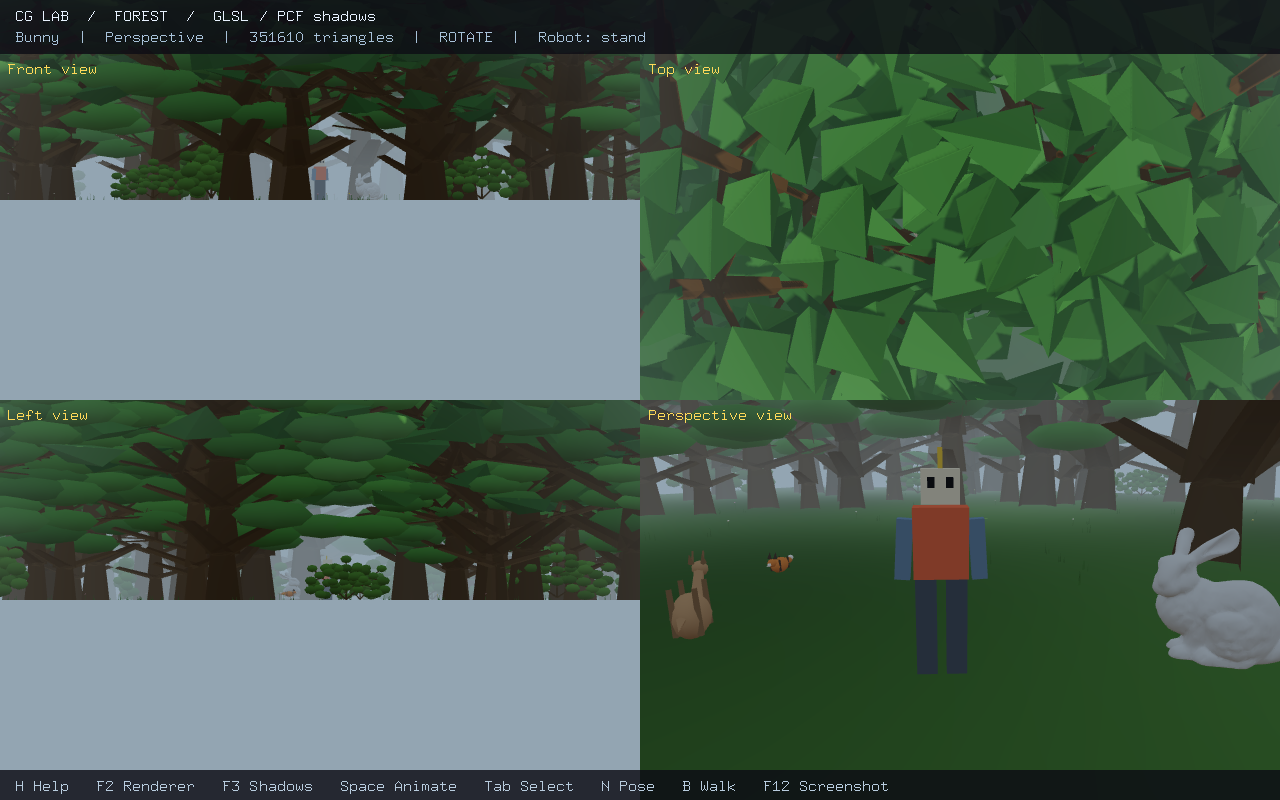 CG LAB / FOREST / GLSL / PCF shadows
Bunny | Perspective | 351610 triangles | ROTATE | Robot: stand
Front view
Top view
Left view
Perspective view
H Help F2 Renderer F3 Shadows Space Animate Tab Select N Pose B Walk F12 Screenshot